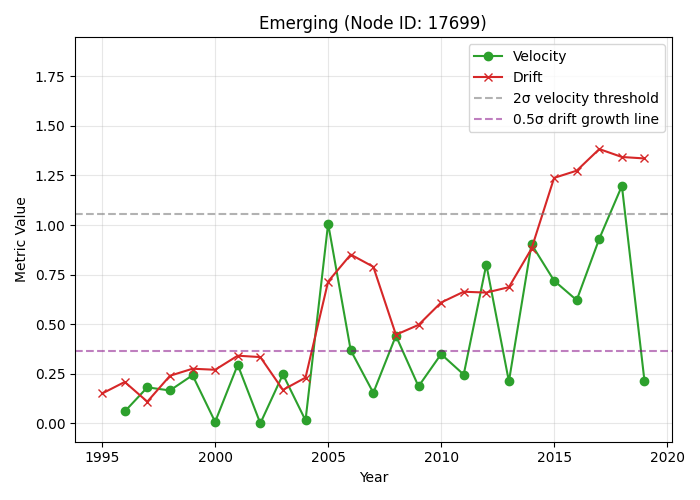 Emerging (Node ID: 17699)
Velocity
Drift
2σ velocity threshold
0.5σ drift growth line
Metric Value
1.75
1.50
1.25
1.00
0.75
0.50
0.25
0.00
1995
2000
2005
2010
2015
2020
Year